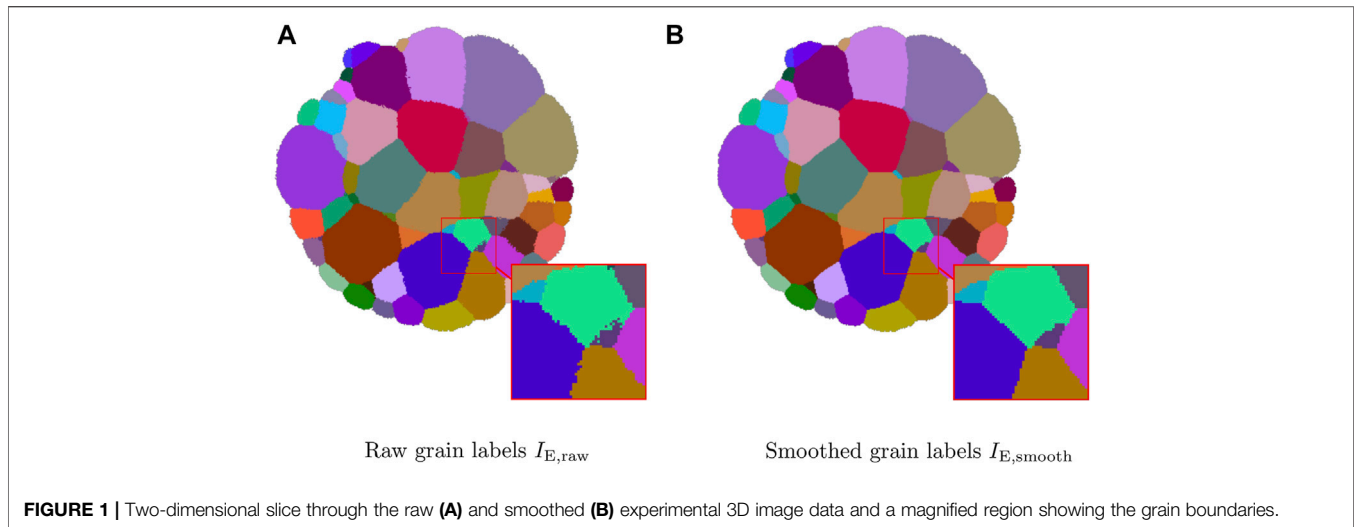 A
B
Raw grain labels I_E,raw
Smoothed grain labels I_E,smooth
FIGURE 1 | Two-dimensional slice through the raw (A) and smoothed (B) experimental 3D image data and a magnified region showing the grain boundaries.